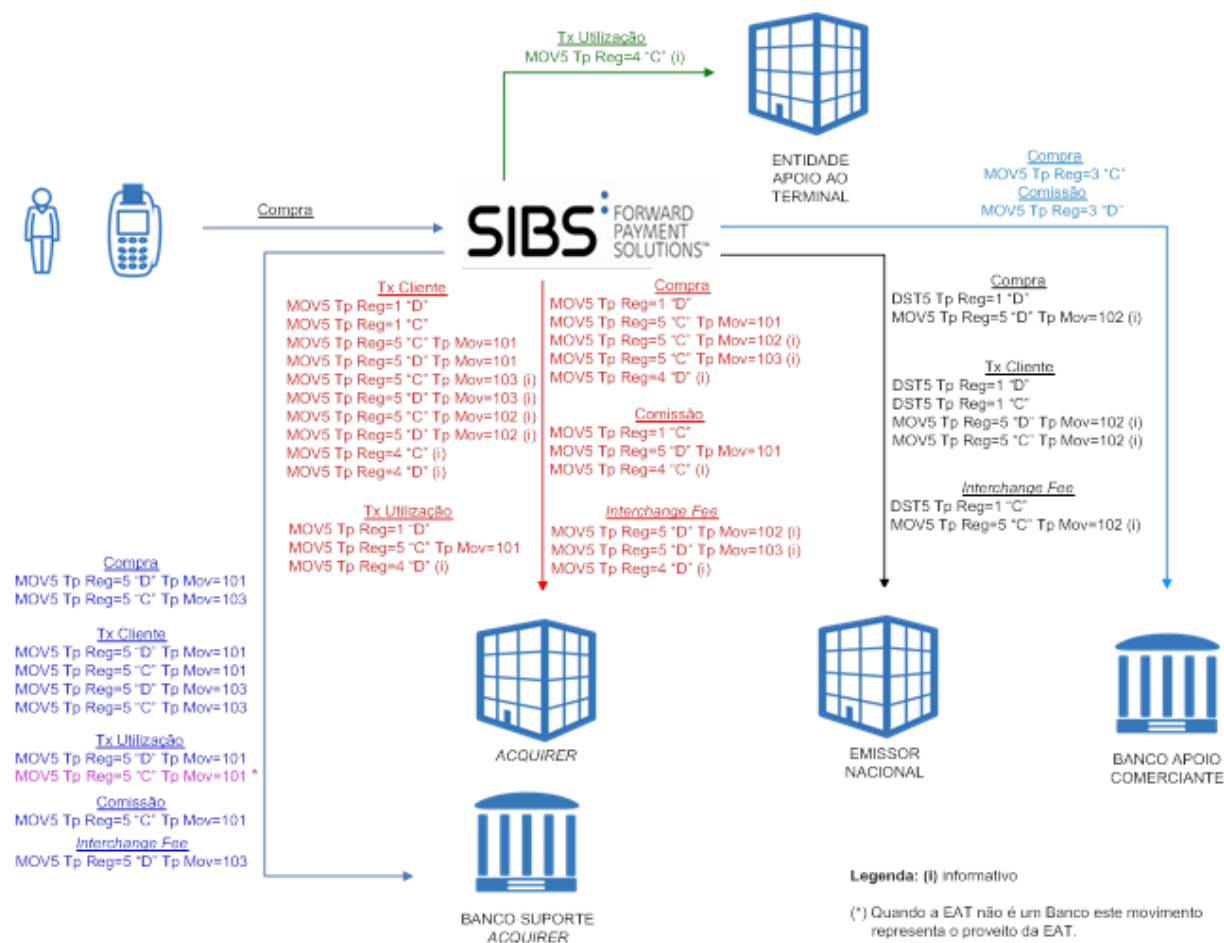 Tx Utilização
MOV5 Tp Reg=4 “C” (i)
ENTIDADE
APOIO AO
TERMINAL
Compra
MOV5 Tp Reg=3 “C”
Comissão
MOV5 Tp Reg=3 “D”
Compra
SIBS FORWARD
PAYMENT
SOLUTIONS™
Tx Cliente
MOV5 Tp Reg=1 “D”
MOV5 Tp Reg=1 “C”
MOV5 Tp Reg=5 “C” Tp Mov=101
MOV5 Tp Reg=5 “D” Tp Mov=101
MOV5 Tp Reg=5 “C” Tp Mov=103 (i)
MOV5 Tp Reg=5 “D” Tp Mov=103 (i)
MOV5 Tp Reg=5 “C” Tp Mov=102 (i)
MOV5 Tp Reg=5 “D” Tp Mov=102 (i)
MOV5 Tp Reg=4 “C” (i)
MOV5 Tp Reg=4 “D” (i)
Tx Utilização
MOV5 Tp Reg=1 “D”
MOV5 Tp Reg=5 “C” Tp Mov=101
MOV5 Tp Reg=4 “D” (i)
Compra
MOV5 Tp Reg=1 “D”
MOV5 Tp Reg=5 “C” Tp Mov=101
MOV5 Tp Reg=5 “C” Tp Mov=102 (i)
MOV5 Tp Reg=5 “C” Tp Mov=103 (i)
MOV5 Tp Reg=4 “D” (i)
Comissão
MOV5 Tp Reg=1 “C”
MOV5 Tp Reg=5 “D” Tp Mov=101
MOV5 Tp Reg=4 “C” (i)
Interchange Fee
MOV5 Tp Reg=5 “D” Tp Mov=102 (i)
MOV5 Tp Reg=5 “D” Tp Mov=103 (i)
MOV5 Tp Reg=4 “D” (i)
Compra
DST5 Tp Reg=1 “D”
MOV5 Tp Reg=5 “D” Tp Mov=102 (i)
Tx Cliente
DST5 Tp Reg=1 “D”
DST5 Tp Reg=1 “C”
MOV5 Tp Reg=5 “D” Tp Mov=102 (i)
MOV5 Tp Reg=5 “C” Tp Mov=102 (i)
Interchange Fee
DST5 Tp Reg=1 “C”
MOV5 Tp Reg=5 “C” Tp Mov=102 (i)
Compra
MOV5 Tp Reg=5 “D” Tp Mov=101
MOV5 Tp Reg=5 “C” Tp Mov=103
Tx Cliente
MOV5 Tp Reg=5 “D” Tp Mov=101
MOV5 Tp Reg=5 “C” Tp Mov=101
MOV5 Tp Reg=5 “D” Tp Mov=103
MOV5 Tp Reg=5 “C” Tp Mov=103
Tx Utilização
MOV5 Tp Reg=5 “D” Tp Mov=101
MOV5 Tp Reg=5 “C” Tp Mov=101 *
Comissão
MOV5 Tp Reg=5 “C” Tp Mov=101
Interchange Fee
MOV5 Tp Reg=5 “D” Tp Mov=103
ACQUIRER
EMISSOR
NACIONAL
BANCO APOIO
COMERCIANTE
BANCO SUPORTE
ACQUIRER
Legenda: (i) informativo
(*) Quando a EAT não é um Banco este movimento
representa o proveito da EAT.